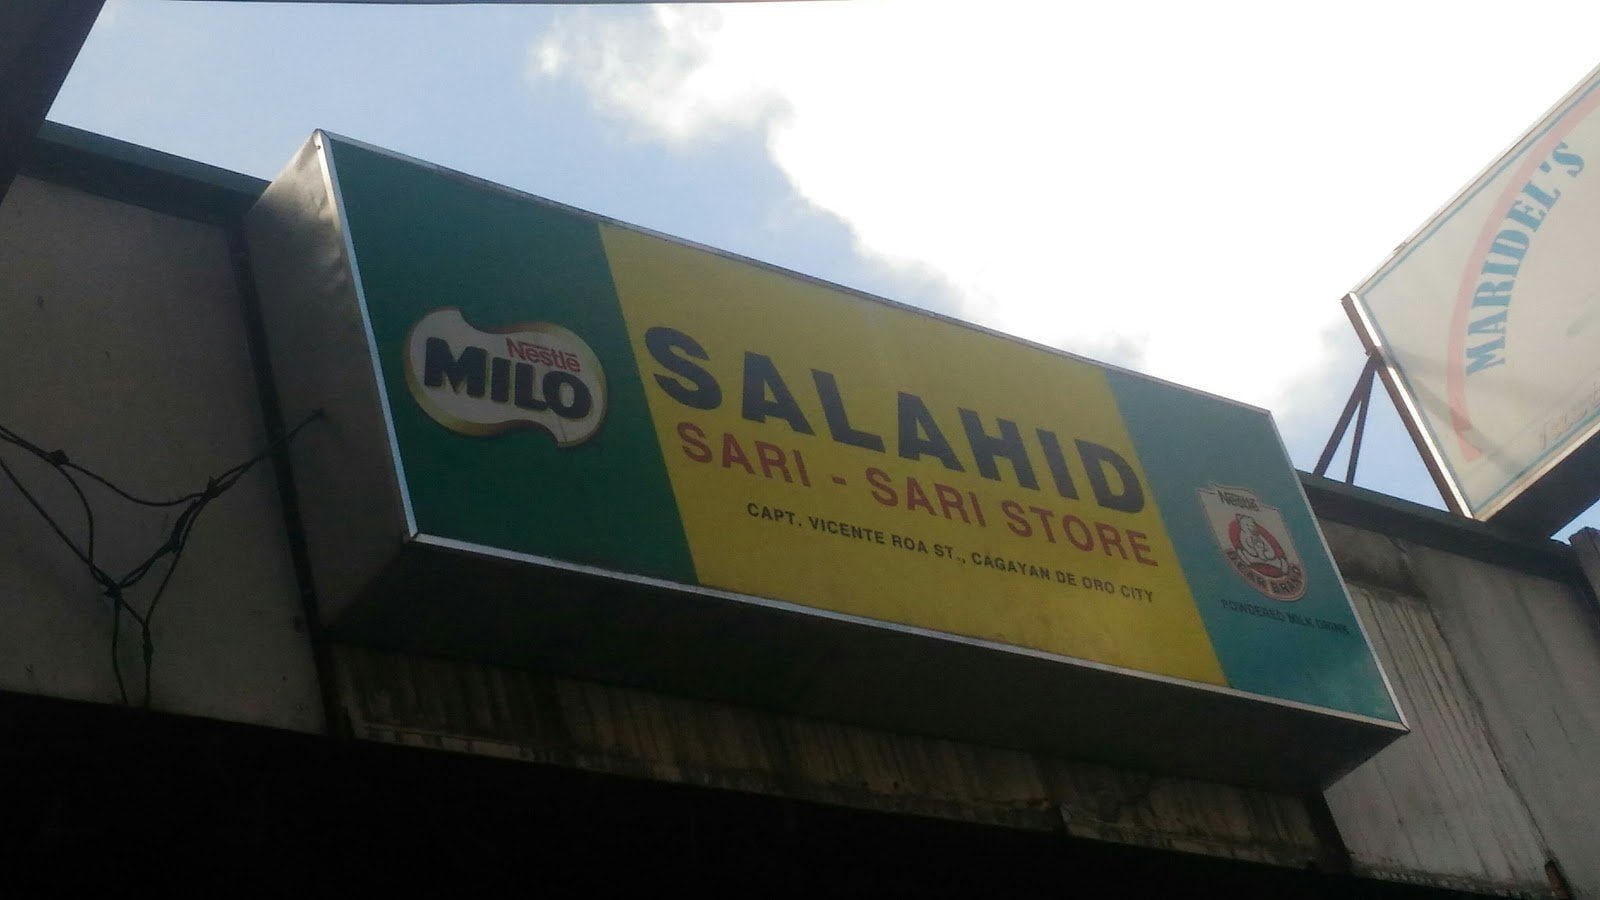 Nestlé
MILO
SALAHID
SARI - SARI STORE
CAPT. VICENTE ROA ST., CAGAYAN DE ORO CITY
Nestlé
BEAR BRAND
POWDERED MILK DRINK
MARIDEL'S